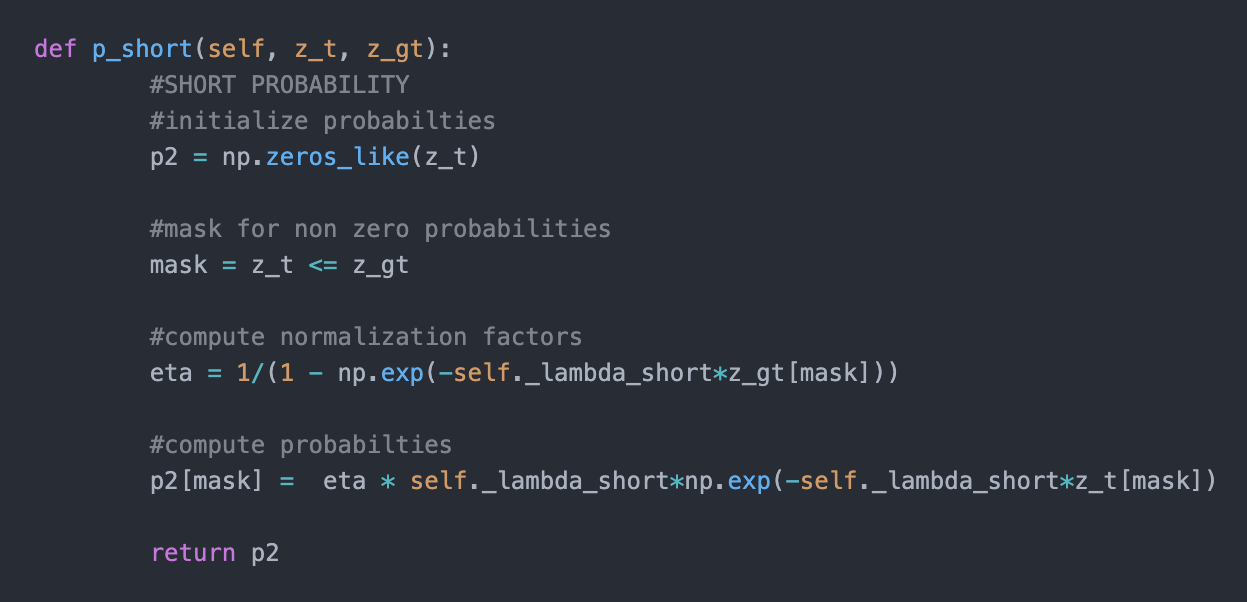 def p_short(self, z_t, z_gt):
#SHORT PROBABILITY
#initialize probabilties
p2 = np.zeros_like(z_t)
#mask for non zero probabilities
mask = z_t <= z_gt
#compute normalization factors
eta = 1/(1 - np.exp(-self._lambda_short*z_gt[mask]))
#compute probabilties
p2[mask] =  eta * self._lambda_short*np.exp(-self._lambda_short*z_t[mask])
return p2